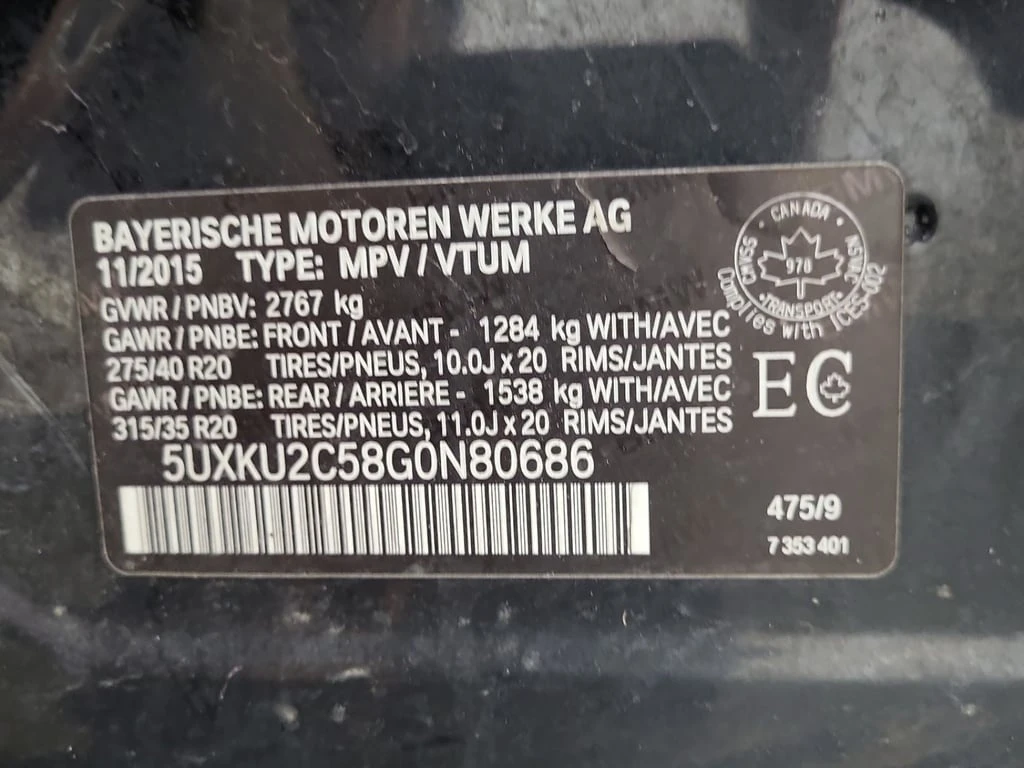 BAYERISCHE MOTOREN WERKE AG
11/2015 TYPE: MPV / VTUM
GVWR / PNBV: 2767 kg
GAWR / PNBE: FRONT / AVANT - 1284 kg WITH/AVEC
275/40 R20 TIRES/PNEUS, 10.0J x 20 RIMS/JANTES
GAWR / PNBE: REAR / ARRIERE - 1538 kg WITH/AVEC
315/35 R20 TIRES/PNEUS, 11.0J x 20 RIMS/JANTES
5UXKU2C58G0N80686
CANADA
CMVSS
978
NSVAC
TRANSPORT
Complies with ICES-002
EC
475/9
7 353 401